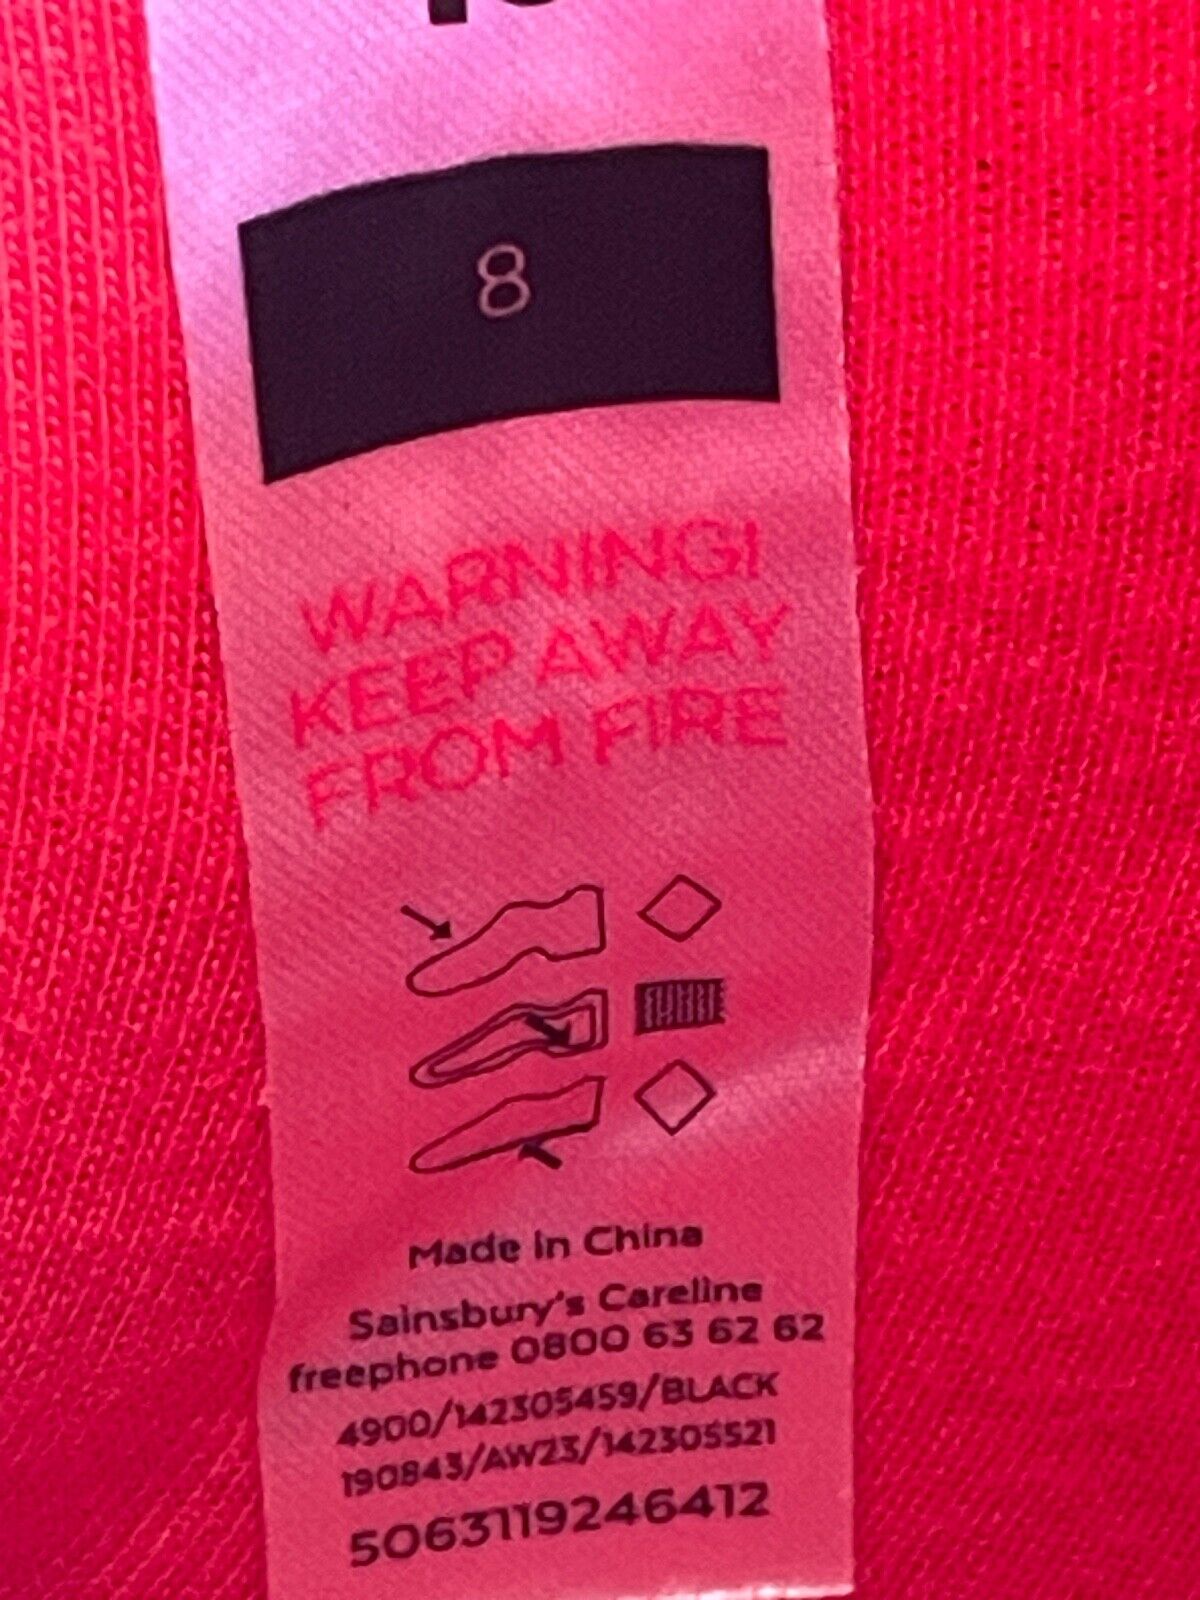 8
WARNING!
KEEP AWAY
FROM FIRE
Made in China
Sainsbury's Careline
freephone 0800 63 62 62
4900/142305459/BLACK
190843/AW23/142305521
5063119246412